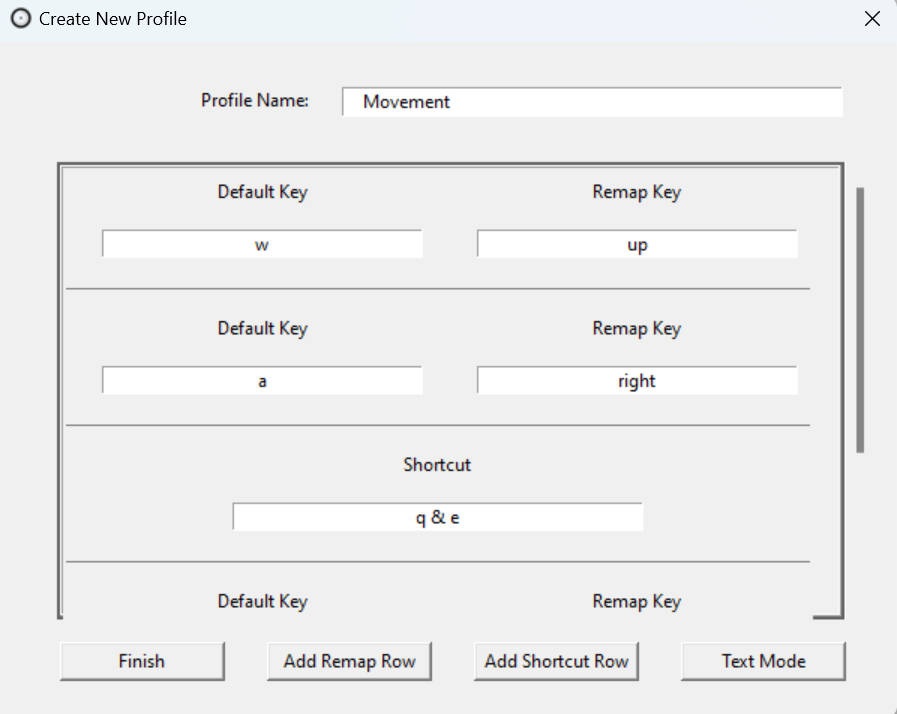 Create New Profile
Profile Name: Movement
Default Key Remap Key
w up
Default Key Remap Key
a right
Shortcut
q & e
Default Key Remap Key
Finish Add Remap Row Add Shortcut Row Text Mode